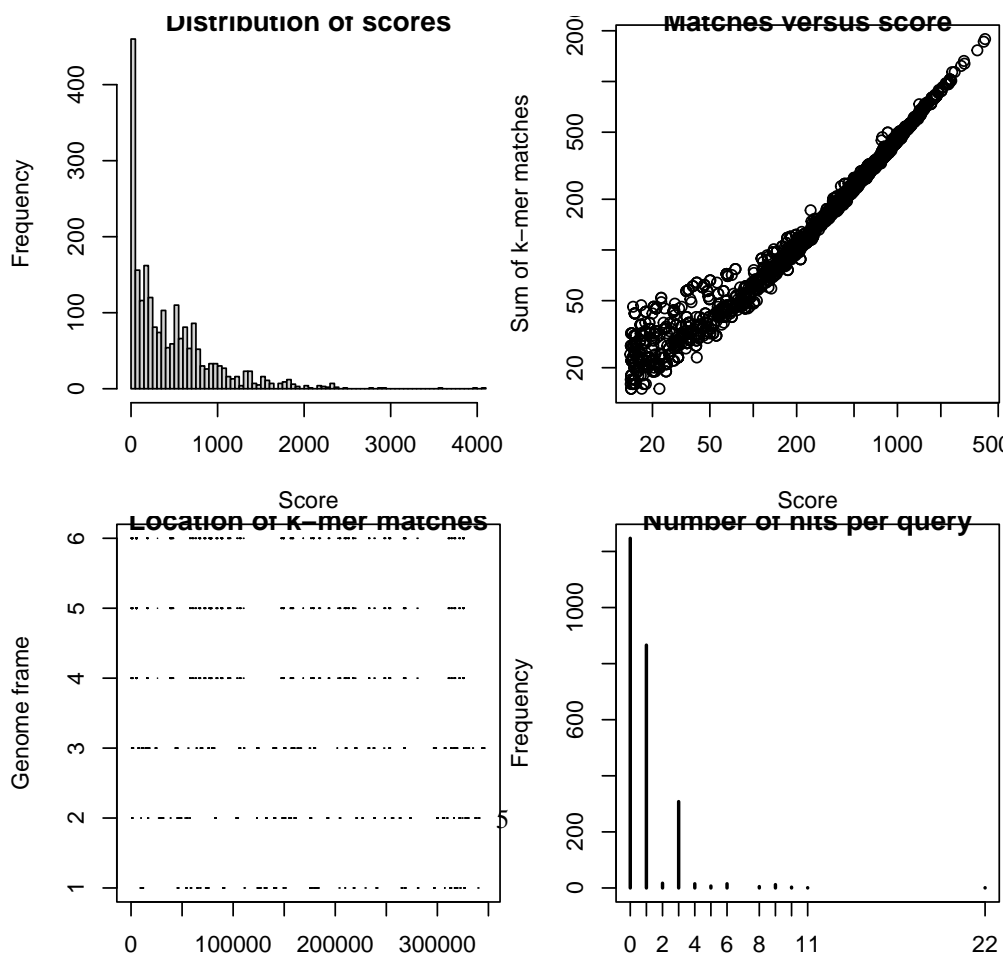 Distribution of scores
Frequency
400
300
200
100
0
0 1000 2000 3000 4000
Score
Matches versus score
Sum of k−mer matches
200
500
200
50
20
20 50 200 1000 500
Score
Location of k−mer matches
Genome frame
6
5
4
3
2
1
0 100000 200000 300000
5
Number of hits per query
Frequency
1000
600
200
0
0 2 4 6 8 11 22